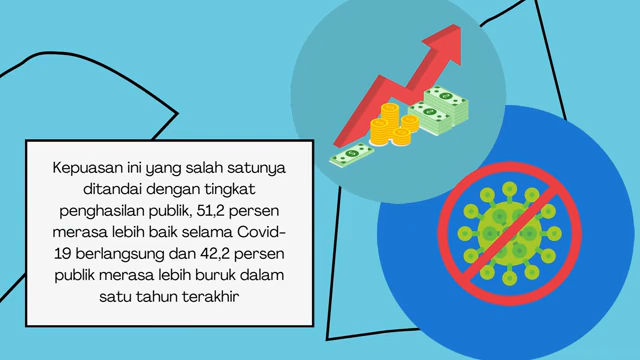 Kepuasan ini yang salah satunya
ditandai dengan tingkat
penghasilan publik, 51,2 persen
merasa lebih baik selama Covid-
19 berlangsung dan 42,2 persen
publik merasa lebih buruk dalam
satu tahun terakhir